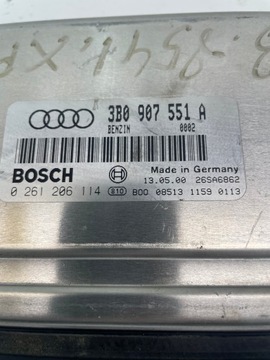 3B0 907 551 A
BENZIN 0002
Made in Germany
BOSCH 13.05.00 26SA6862
0 261 206 114 B00 08513 1159 0113